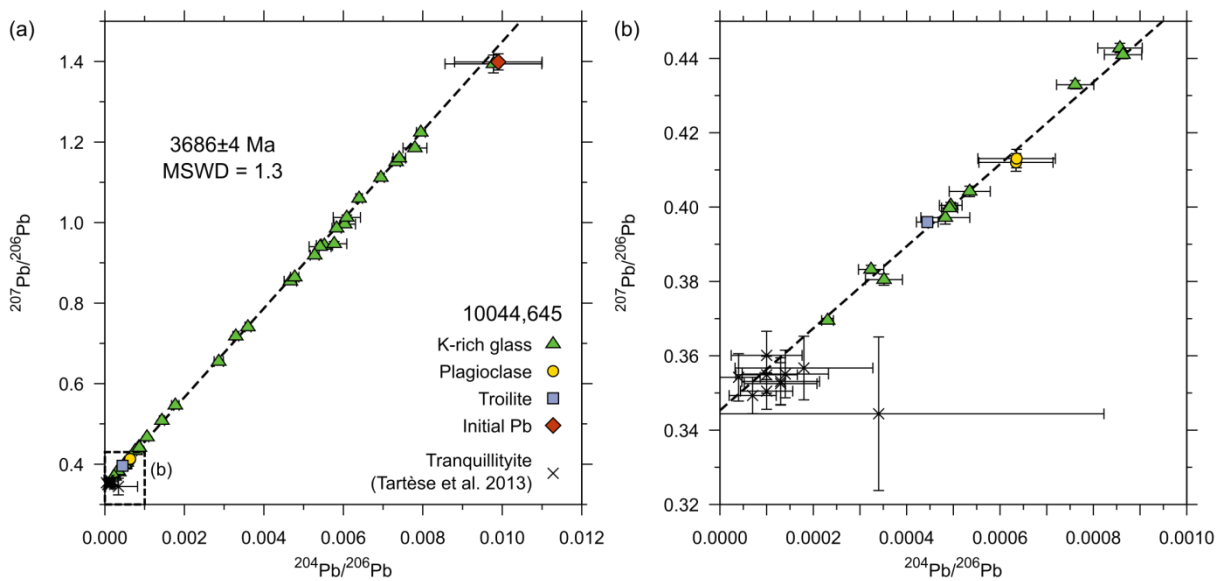 (a)
1.4
1.2
1.0
0.8
0.6
0.4
207Pb/206Pb
3686±4 Ma
MSWD = 1.3
10044,645
K-rich glass
Plagioclase
Troilite
Initial Pb
Tranquillityite
(Tartèse et al. 2013)
(b)
0.000 0.002 0.004 0.006 0.008 0.010 0.012
204Pb/206Pb
(b)
0.44
0.42
0.40
0.38
0.36
0.34
0.32
207Pb/206Pb
0.0000 0.0002 0.0004 0.0006 0.0008 0.0010
204Pb/206Pb